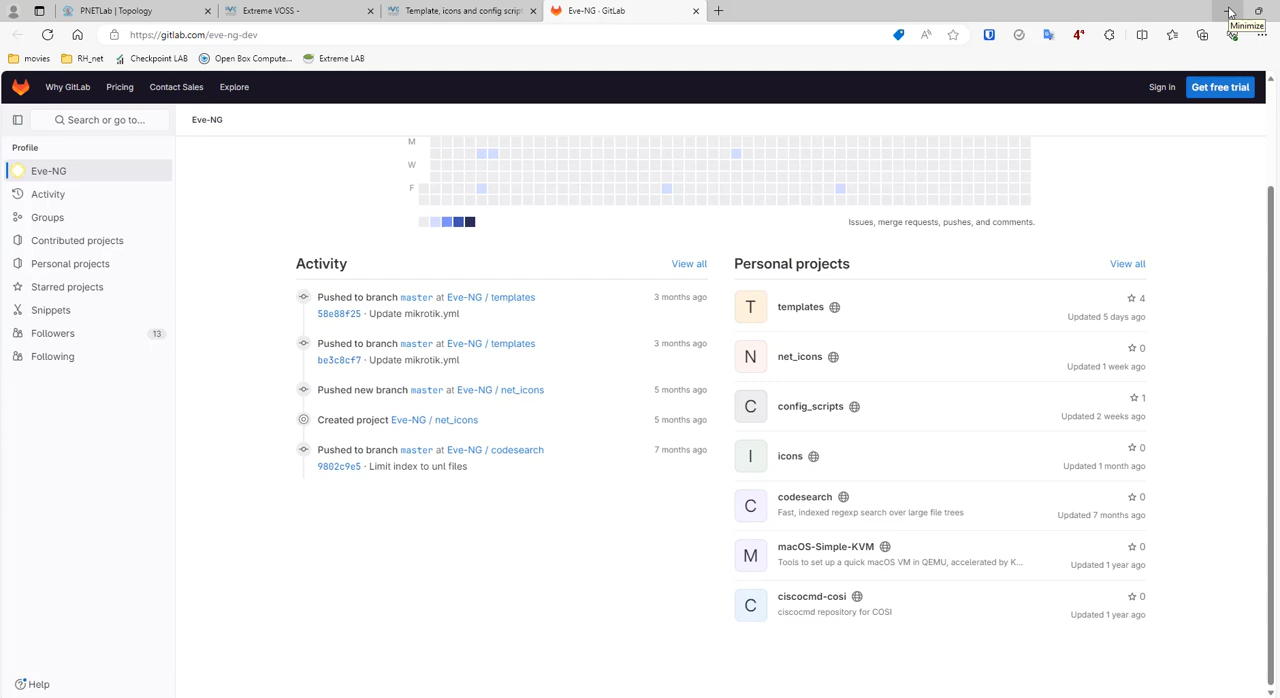 PNETLab | Topology
Extreme VOSS -
Template, icons and config scrip
Eve-NG · GitLab
Minimize
https://gitlab.com/eve-ng-dev
movies
RH_net
Checkpoint LAB
Open Box Compute...
Extreme LAB
Why GitLab
Pricing
Contact Sales
Explore
Sign in
Get free trial
Search or go to...
Eve-NG
Profile
Eve-NG
Activity
Groups
Contributed projects
Personal projects
Starred projects
Snippets
Followers 13
Following
Help
M
W
F
Issues, merge requests, pushes, and comments.
Activity
View all
Pushed to branch master at Eve-NG / templates 3 months ago
58e88f25 · Update mikrotik.yml
Pushed to branch master at Eve-NG / templates 3 months ago
be3c8cf7 · Update mikrotik.yml
Pushed new branch master at Eve-NG / net_icons 5 months ago
Created project Eve-NG / net_icons 5 months ago
Pushed to branch master at Eve-NG / codesearch 7 months ago
9802c9e5 · Limit index to unl files
Personal projects
View all
T templates 4
Updated 5 days ago
N net_icons 0
Updated 1 week ago
C config_scripts 1
Updated 2 weeks ago
I icons 0
Updated 1 month ago
C codesearch 0
Fast, indexed regexp search over large file trees Updated 7 months ago
M macOS-Simple-KVM 0
Tools to set up a quick macOS VM in QEMU, accelerated by K... Updated 1 year ago
C ciscocmd-cosi 0
ciscocmd repository for COSI Updated 1 year ago